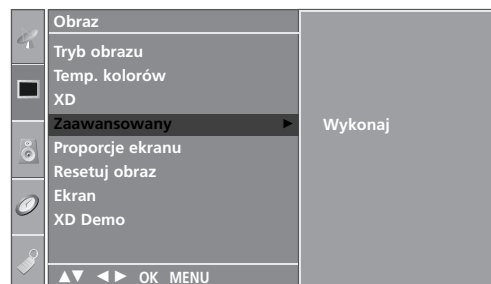 Obraz
Tryb obrazu
Temp. kolorów
XD
Zaawansowany ▶ Wykonaj
Proporcje ekranu
Resetuj obraz
Ekran
XD Demo
▲▼ ◀ ▶ OK MENU